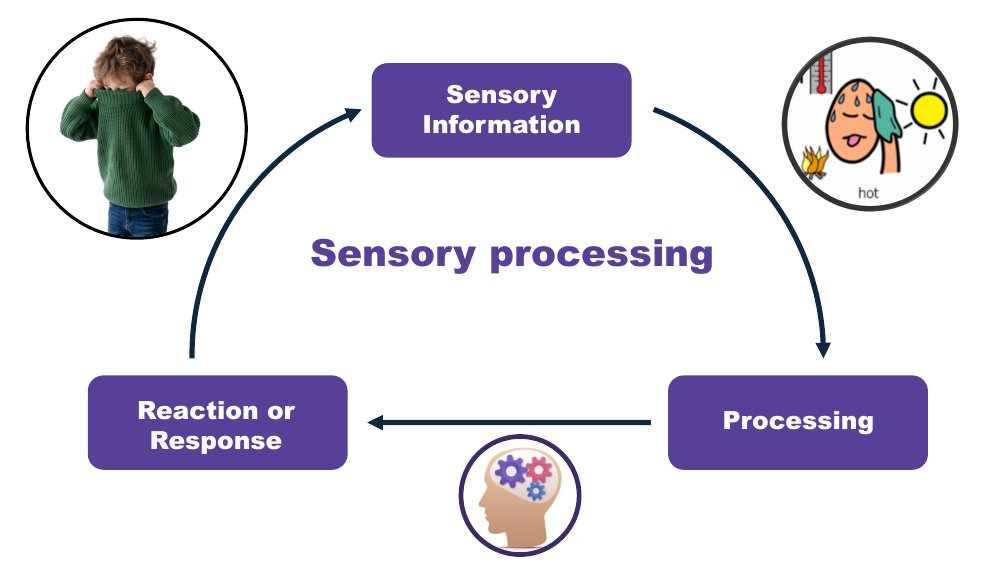 Sensory
Information
hot
Sensory processing
Reaction or
Response
Processing